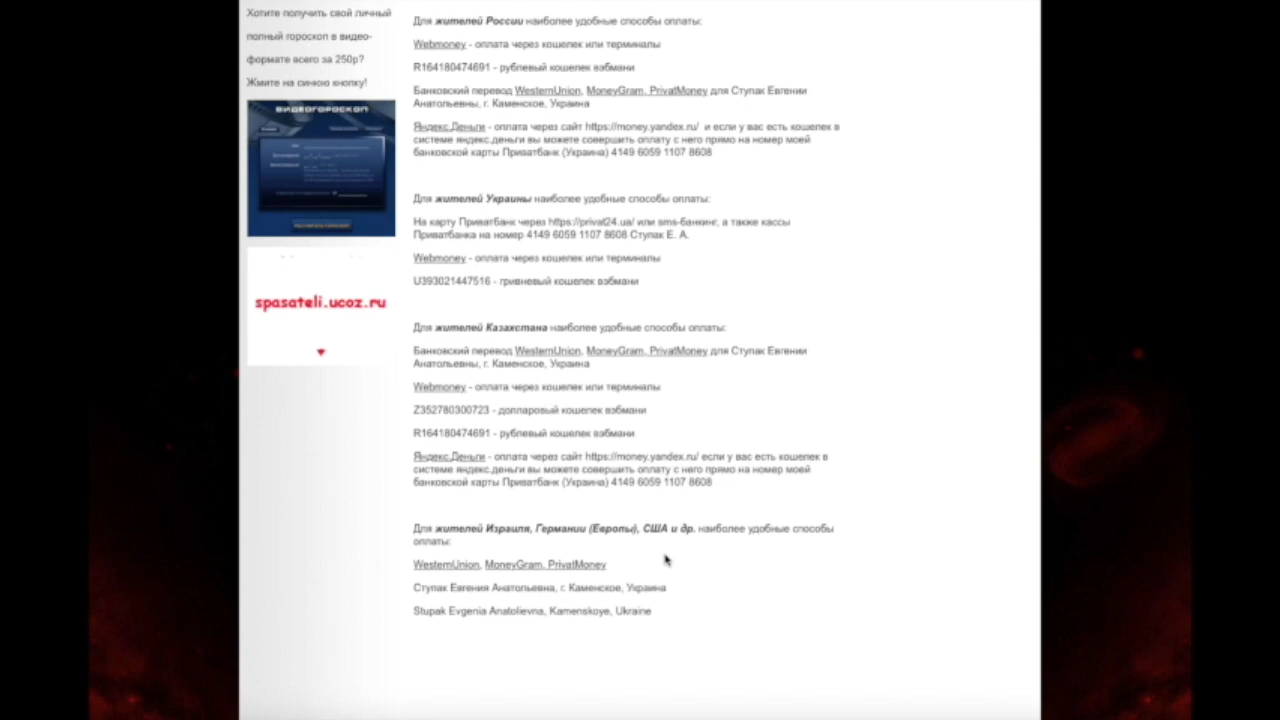 Хотите получить свой личный
полный гороскоп в видео-
формате всего за 250р?
Жмите на синюю кнопку!
ВИДЕОГОРОСКОП
spasateli.ucoz.ru
Для жителей России наиболее удобные способы оплаты:
Webmoney - оплата через кошелек или терминалы
R164180474691 - рублевый кошелек вэбмани
Банковский перевод WesternUnion, MoneyGram, PrivatMoney для Ступак Евгении
Анатольевны, г. Каменское, Украина
Яндекс.Деньги - оплата через сайт https://money.yandex.ru/ и если у вас есть кошелек в
системе яндекс.деньги вы можете совершить оплату с него прямо на номер моей
банковской карты Приватбанк (Украина) 4149 6059 1107 8608
Для жителей Украины наиболее удобные способы оплаты:
На карту Приватбанк через https://privat24.ua/ или sms-банкинг, а также кассы
Приватбанка на номер 4149 6059 1107 8608 Ступак Е. А.
Webmoney - оплата через кошелек или терминалы
U393021447516 - гривневый кошелек вэбмани
Для жителей Казахстана наиболее удобные способы оплаты:
Банковский перевод WesternUnion, MoneyGram, PrivatMoney для Ступак Евгении
Анатольевны, г. Каменское, Украина
Webmoney - оплата через кошелек или терминалы
Z352780300723 - долларовый кошелек вэбмани
R164180474691 - рублевый кошелек вэбмани
Яндекс.Деньги - оплата через сайт https://money.yandex.ru/ если у вас есть кошелек в
системе яндекс.деньги вы можете совершить оплату с него прямо на номер моей
банковской карты Приватбанк (Украина) 4149 6059 1107 8608
Для жителей Израиля, Германии (Европы), США и др. наиболее удобные способы
оплаты:
WesternUnion, MoneyGram, PrivatMoney
Ступак Евгения Анатольевна, г. Каменское, Украина
Stupak Evgenia Anatolievna, Kamenskoye, Ukraine